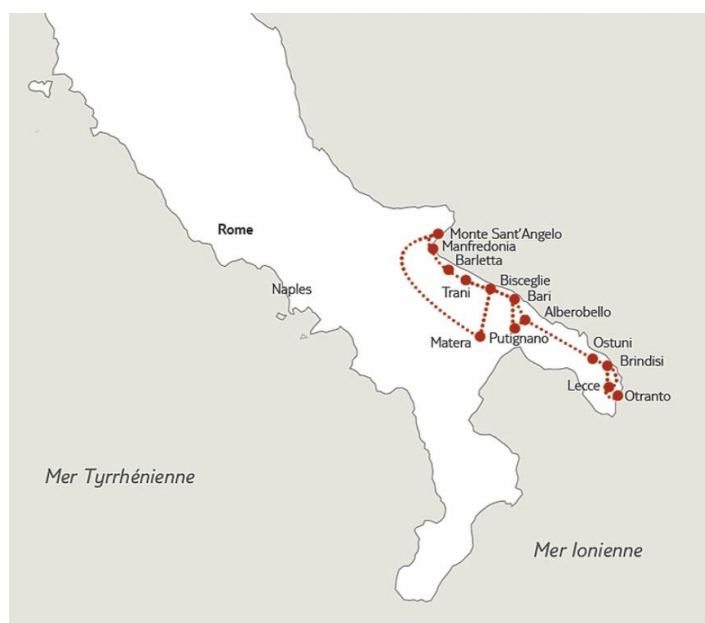 Rome
Monte Sant'Angelo
Manfredonia
Barletta
Naples
Trani
Bisceglie
Bari
Alberobello
Matera
Putignano
Ostuni
Brindisi
Lecce
Otranto
Mer Tyrrhénienne
Mer Ionienne